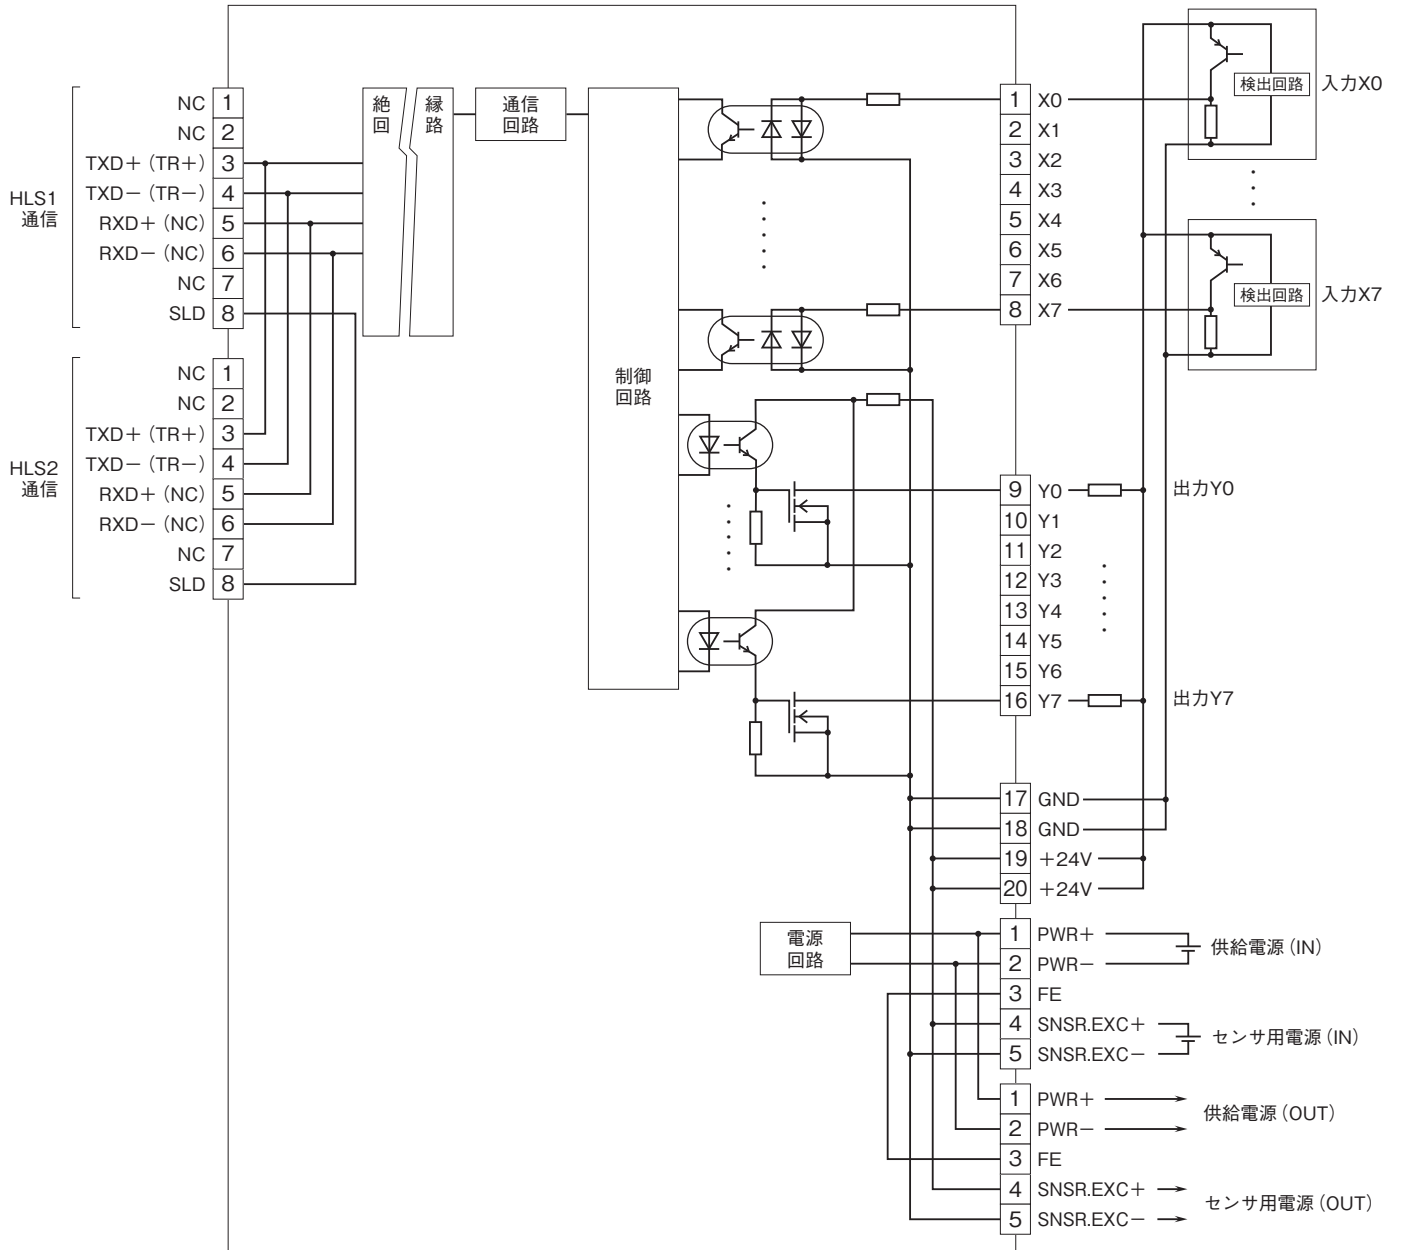 HLS1
通信
NC 1
NC 2
TXD+ (TR+) 3
TXD− (TR−) 4
RXD+ (NC) 5
RXD− (NC) 6
NC 7
SLD 8
HLS2
通信
NC 1
NC 2
TXD+ (TR+) 3
TXD− (TR−) 4
RXD+ (NC) 5
RXD− (NC) 6
NC 7
SLD 8
絶縁
回路
通信
回路
制御
回路
電源
回路
1 X0
2 X1
3 X2
4 X3
5 X4
6 X5
7 X6
8 X7
検出回路 入力X0
検出回路 入力X7
9 Y0 出力Y0
10 Y1
11 Y2
12 Y3
13 Y4
14 Y5
15 Y6
16 Y7 出力Y7
17 GND
18 GND
19 +24V
20 +24V
1 PWR+
2 PWR−
供給電源 (IN)
3 FE
4 SNSR.EXC+
5 SNSR.EXC−
センサ用電源 (IN)
1 PWR+
2 PWR−
供給電源 (OUT)
3 FE
4 SNSR.EXC+
5 SNSR.EXC−
センサ用電源 (OUT)